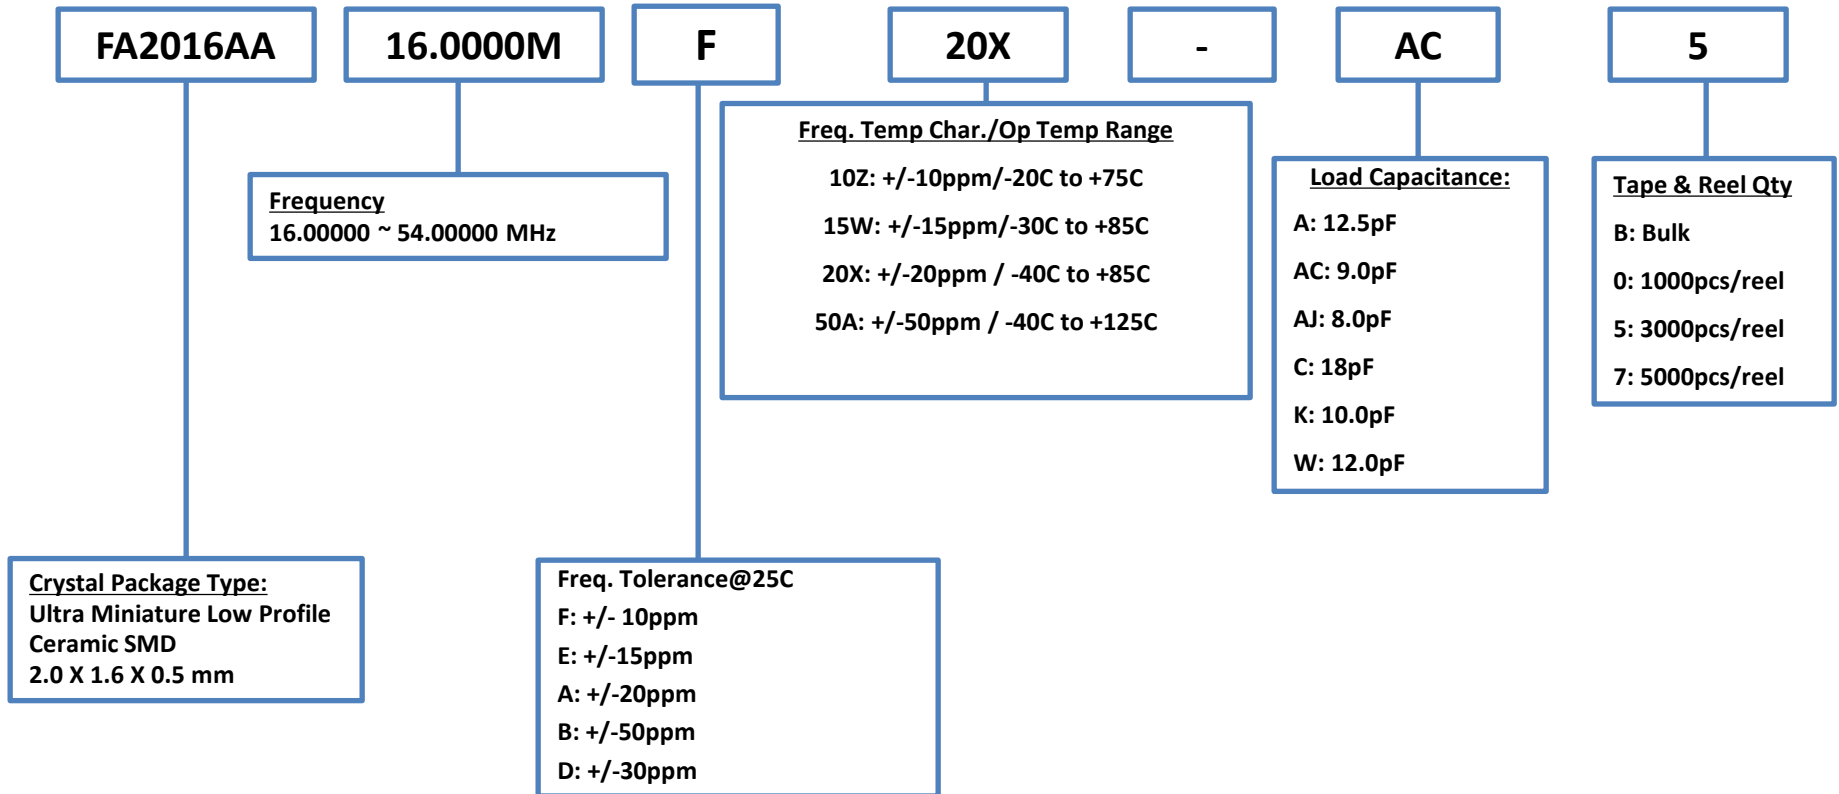 FA2016AA
16.0000M
F
20X
-
AC
5
Frequency
16.00000 ~ 54.00000 MHz
Freq. Temp Char./Op Temp Range
10Z: +/-10ppm/-20C to +75C
15W: +/-15ppm/-30C to +85C
20X: +/-20ppm / -40C to +85C
50A: +/-50ppm / -40C to +125C
Load Capacitance:
A: 12.5pF
AC: 9.0pF
AJ: 8.0pF
C: 18pF
K: 10.0pF
W: 12.0pF
Tape & Reel Qty
B: Bulk
0: 1000pcs/reel
5: 3000pcs/reel
7: 5000pcs/reel
Crystal Package Type:
Ultra Miniature Low Profile
Ceramic SMD
2.0 X 1.6 X 0.5 mm
Freq. Tolerance@25C
F: +/- 10ppm
E: +/-15ppm
A: +/-20ppm
B: +/-50ppm
D: +/-30ppm